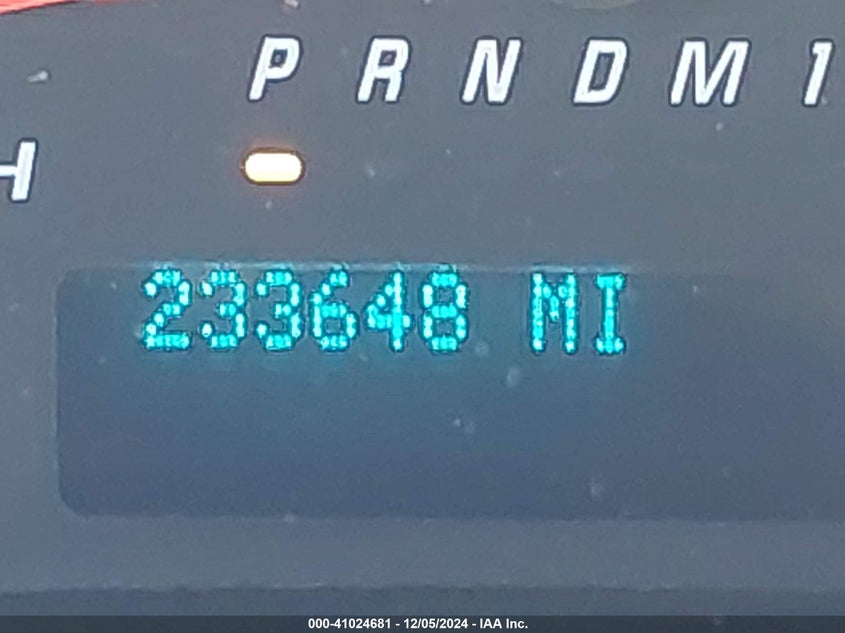 P R N D M 1
H
233648 MI
000-41024681 - 12/05/2024 - IAA Inc.